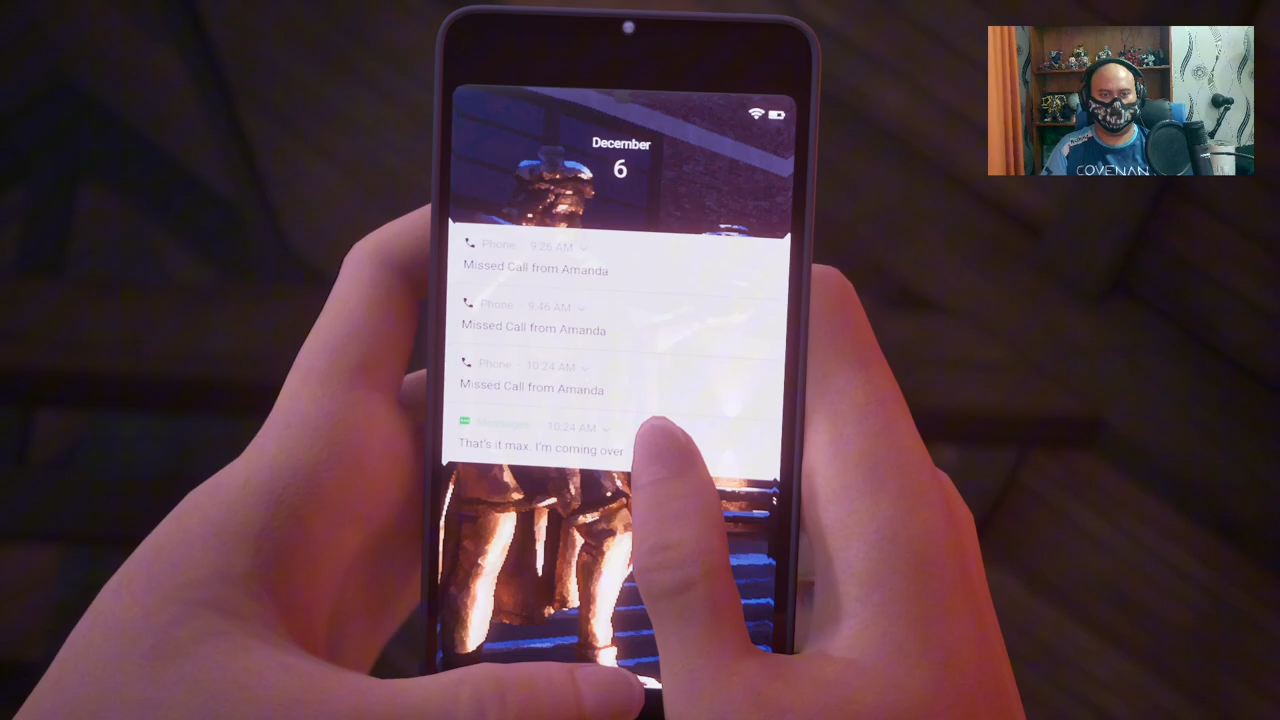 December
6
Phone · 9:26 AM
Missed Call from Amanda
Phone · 9:46 AM
Missed Call from Amanda
Phone · 10:24 AM
Missed Call from Amanda
Messages · 10:24 AM
That's it max. I'm coming over
COVENAN